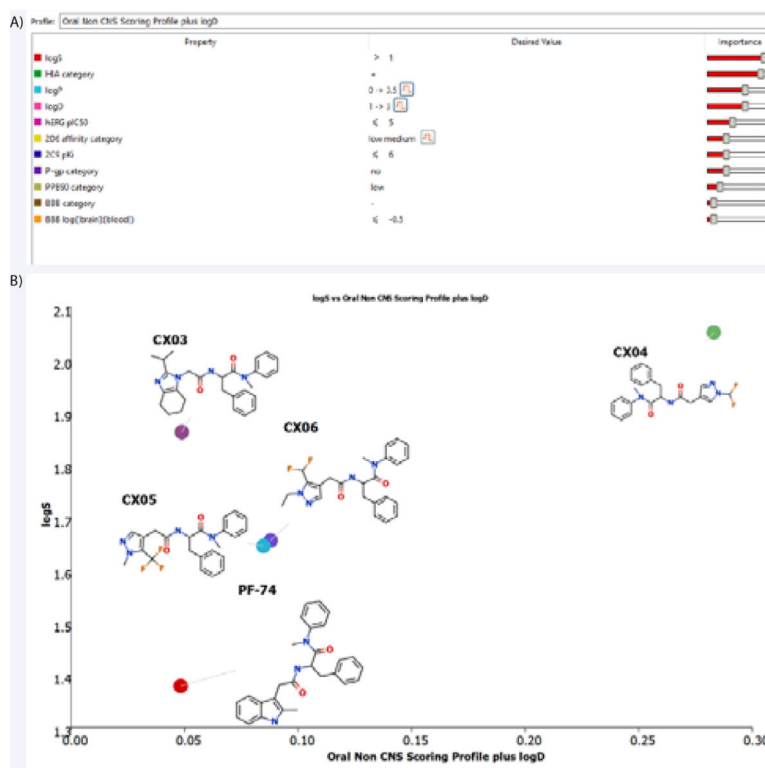 A) Profile: Oral Non CNS Scoring Profile plus logD
Property Desired Value Importance
logS > 1
HIA category +
logP 0 -> 3.5
logD 1 -> 3
hERG pIC50 ≤ 5
2D6 affinity category low medium
2C9 pKi ≤ 6
P-gp category no
PPB90 category low
BBB category -
BBB log([brain]:[blood]) ≤ -0.5
B)
logS vs Oral Non CNS Scoring Profile plus logD
2.1
2.0
1.9
1.8
1.7
1.6
1.5
1.4
1.3
logS
CX03
CX04
CX06
CX05
PF-74
0.00 0.05 0.10 0.15 0.20 0.25 0.30
Oral Non CNS Scoring Profile plus logD